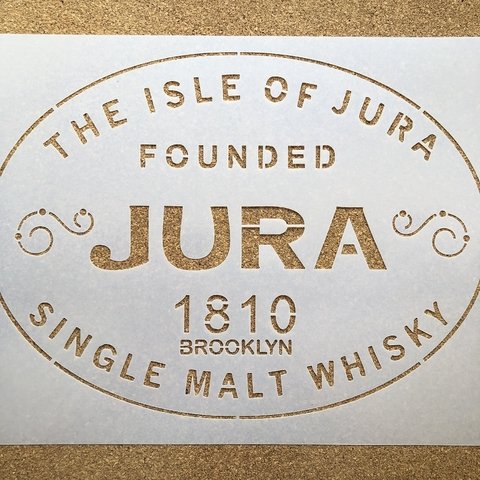 THE ISLE OF JURA
FOUNDED
JURA
1810
BROOKLYN
SINGLE MALT WHISKY